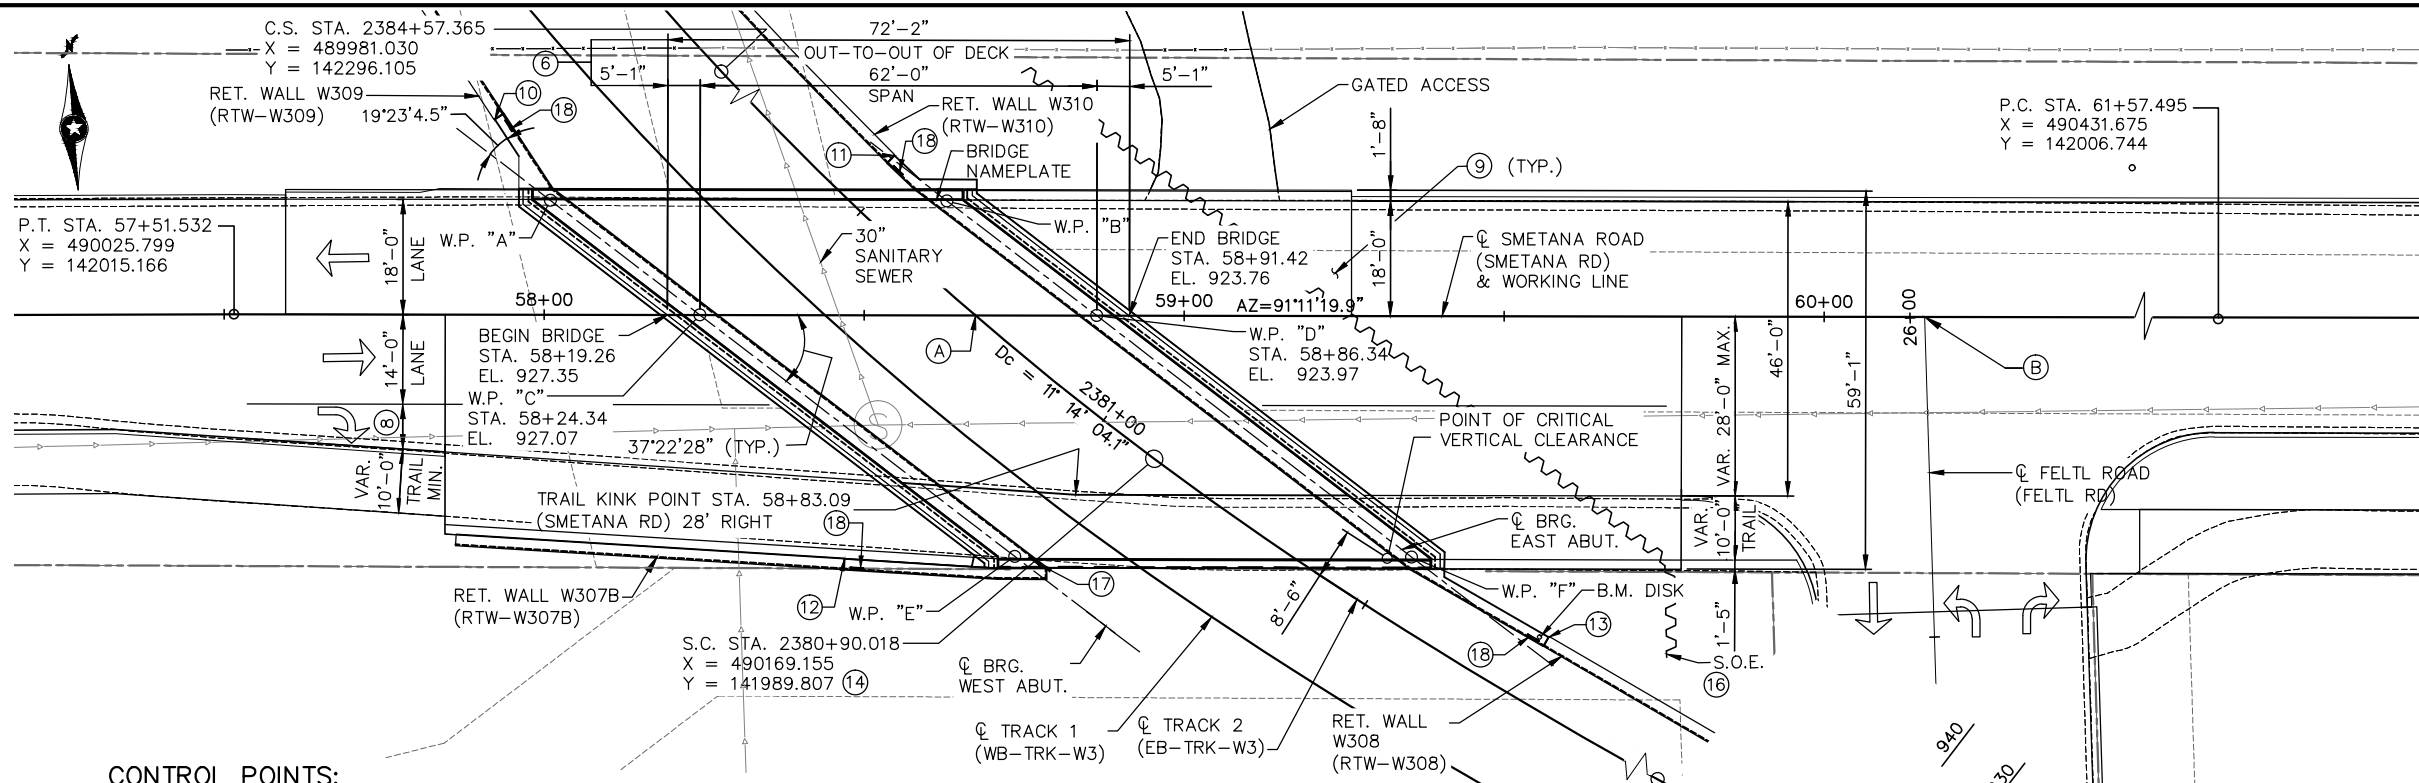 C.S. STA. 2384+57.365
X = 489981.030
Y = 142296.105
72'-2"
OUT-TO-OUT OF DECK
6
5'-1"
62'-0"
SPAN
5'-1"
RET. WALL W309
(RTW-W309)
19°23'4.5"
10
18
RET. WALL W310
(RTW-W310)
11
18
BRIDGE
NAMEPLATE
GATED ACCESS
1'-8"
9 (TYP.)
P.C. STA. 61+57.495
X = 490431.675
Y = 142006.744
P.T. STA. 57+51.532
X = 490025.799
Y = 142015.166
18'-0"
LANE
W.P. "A"
30"
SANITARY
SEWER
W.P. "B"
END BRIDGE
STA. 58+91.42
EL. 923.76
18'-0"
℄ SMETANA ROAD
(SMETANA RD)
& WORKING LINE
58+00
59+00
AZ=91°11'19.9"
60+00
26+00
14'-0"
LANE
BEGIN BRIDGE
STA. 58+19.26
EL. 927.35
W.P. "C"
STA. 58+24.34
EL. 927.07
A
Dc = 11° 14' 04.1"
2381+00
W.P. "D"
STA. 58+86.34
EL. 923.97
VAR. 28'-0" MAX.
46'-0"
59'-1"
B
8
37°22'28" (TYP.)
S
POINT OF CRITICAL
VERTICAL CLEARANCE
VAR.
10'-0"
TRAIL
MIN.
TRAIL KINK POINT STA. 58+83.09
(SMETANA RD) 28' RIGHT
18
℄ BRG.
EAST ABUT.
VAR.
10'-0"
TRAIL
℄ FELTL ROAD
(FELTL RD)
RET. WALL W307B
(RTW-W307B)
12
W.P. "E"
17
8'-6"
W.P. "F"
B.M. DISK
13
18
1'-5"
S.O.E.
16
S.C. STA. 2380+90.018
X = 490169.155
Y = 141989.807 14
℄ BRG.
WEST ABUT.
℄ TRACK 1
(WB-TRK-W3)
℄ TRACK 2
(EB-TRK-W3)
RET. WALL
W308
(RTW-W308)
940
CONTROL POINTS: